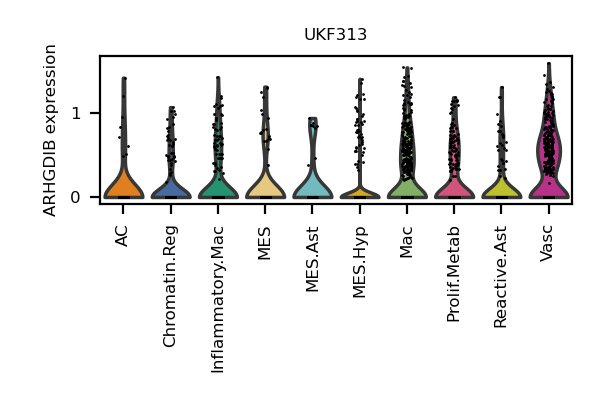 UKF313
ARHGDIB expression
1
0
AC
Chromatin.Reg
Inflammatory.Mac
MES
MES.Ast
MES.Hyp
Mac
Prolif.Metab
Reactive.Ast
Vasc